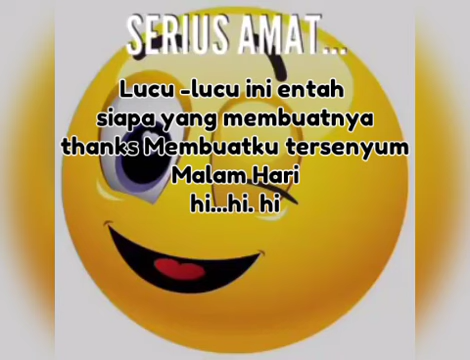 SERIUS AMAT...
Lucu -lucu ini entah
siapa yang membuatnya
thanks Membuatku tersenyum
Malam Hari
hi...hi. hi